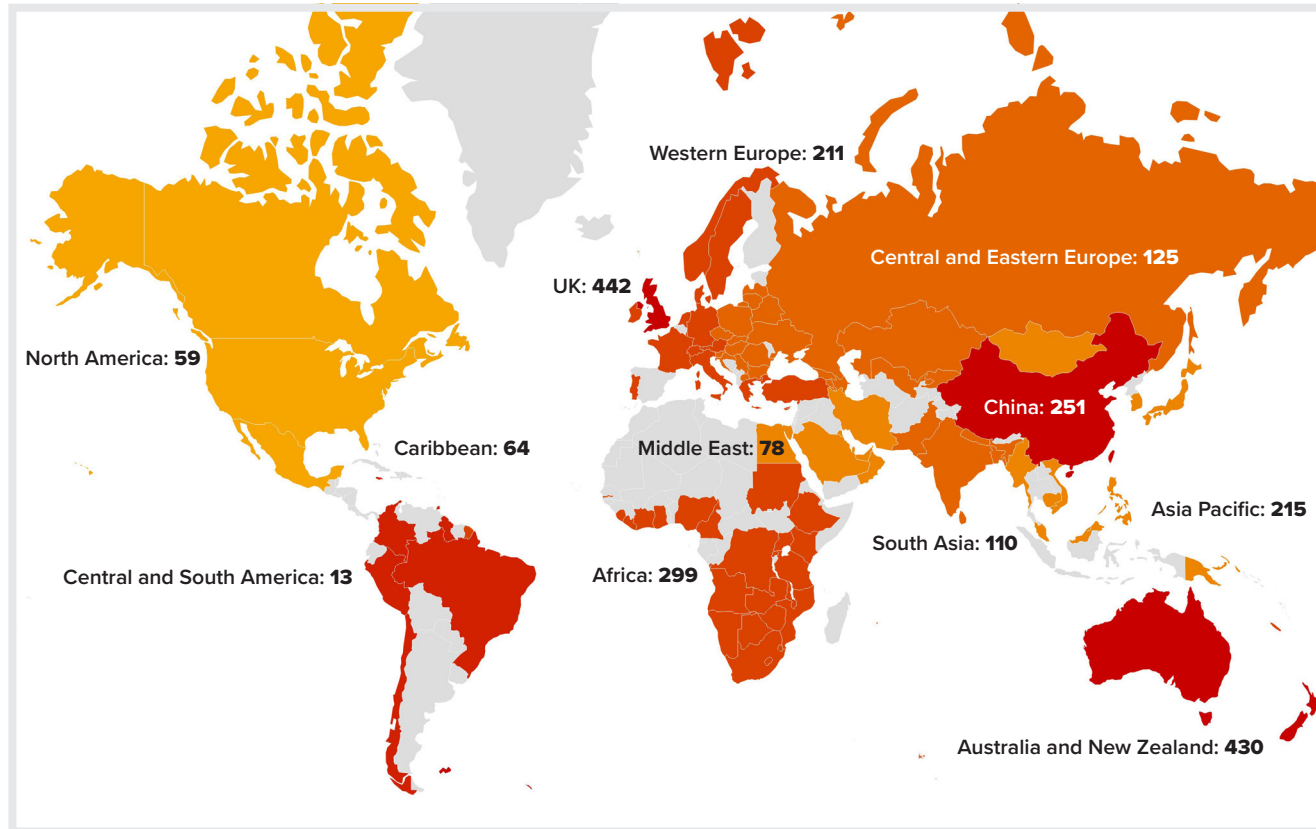 Western Europe: 211
Central and Eastern Europe: 125
UK: 442
North America: 59
China: 251
Caribbean: 64
Middle East: 78
Asia Pacific: 215
South Asia: 110
Central and South America: 13
Africa: 299
Australia and New Zealand: 430